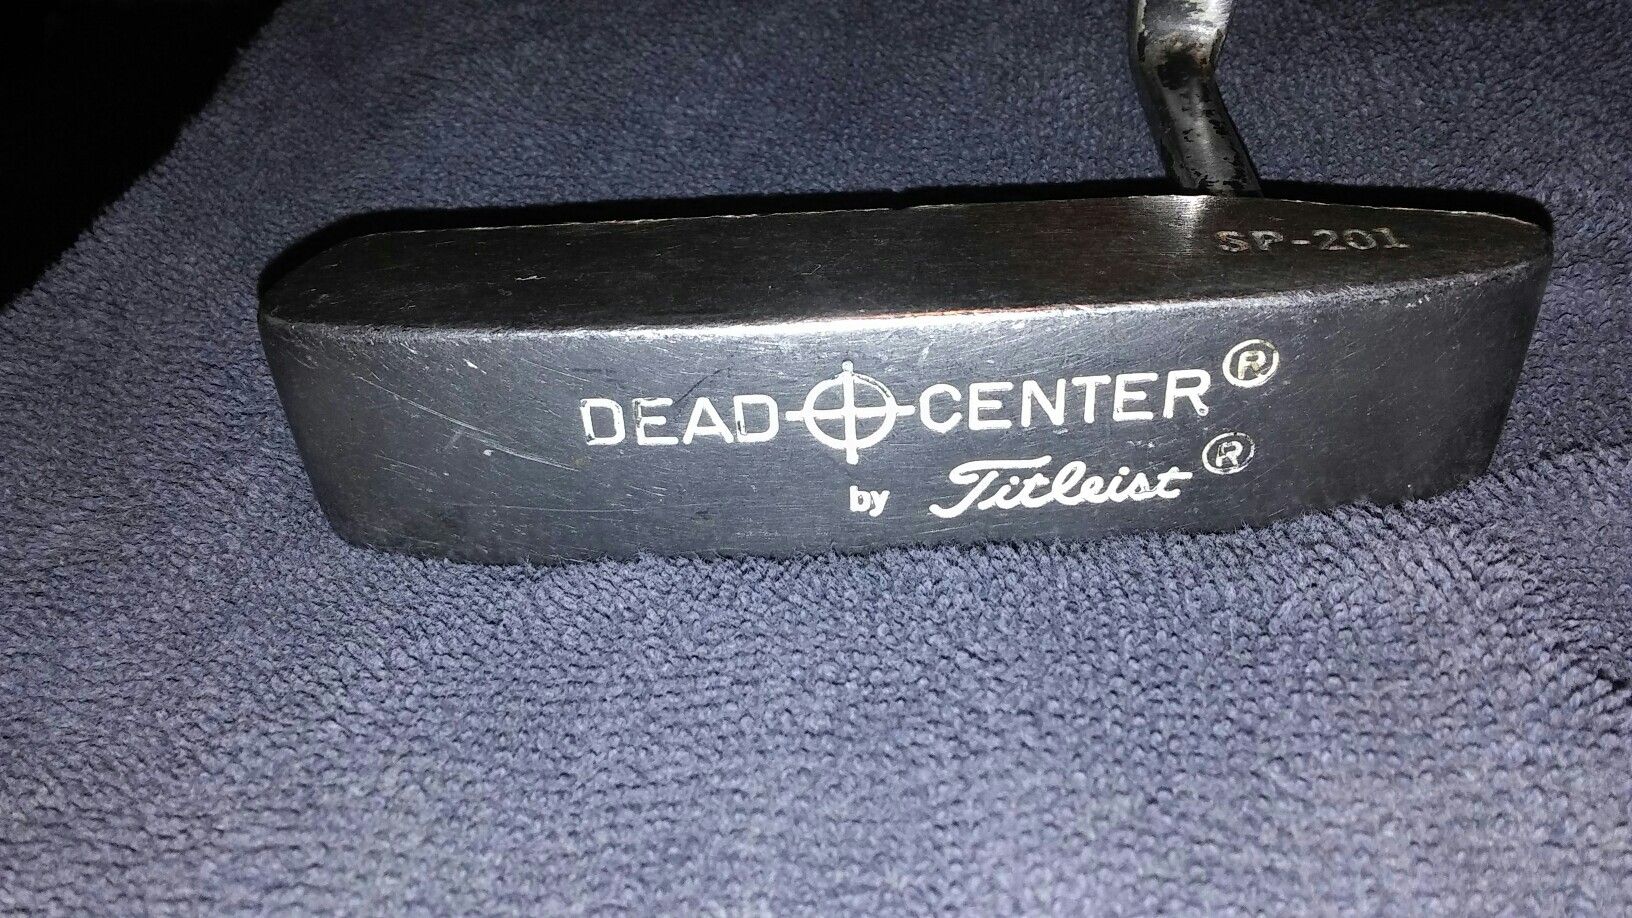 SP-201
DEAD CENTER®
by Titleist®